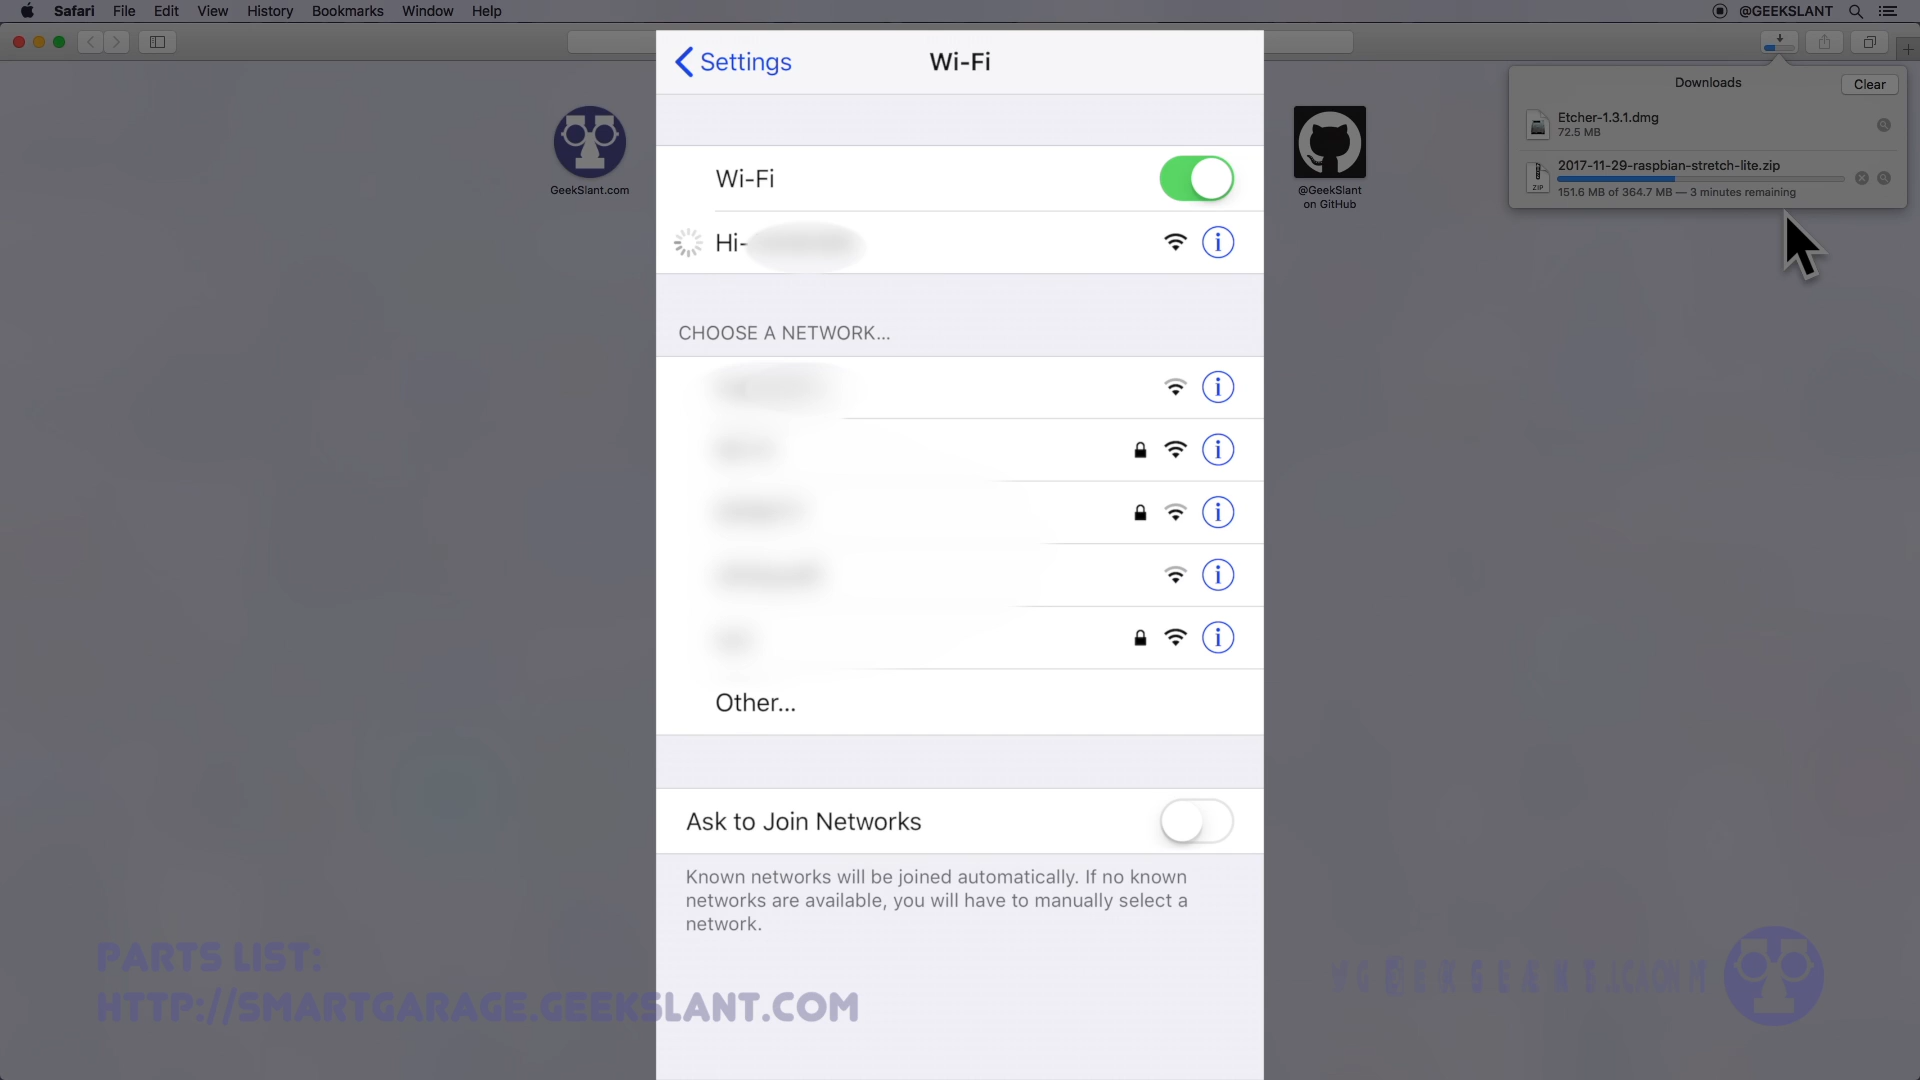 Safari File Edit View History Bookmarks Window Help
@GEEKSLANT
Settings
Wi-Fi
Downloads
Clear
Etcher-1.3.1.dmg
72.5 MB
2017-11-29-raspbian-stretch-lite.zip
ZIP
151.6 MB of 364.7 MB — 3 minutes remaining
GeekSlant.com
@GeekSlant
on GitHub
Wi-Fi
Hi-
CHOOSE A NETWORK...
Other...
Ask to Join Networks
Known networks will be joined automatically. If no known
networks are available, you will have to manually select a
network.
PARTS LIST:
HTTP://SMARTGARAGE.GEEKSLANT.COM